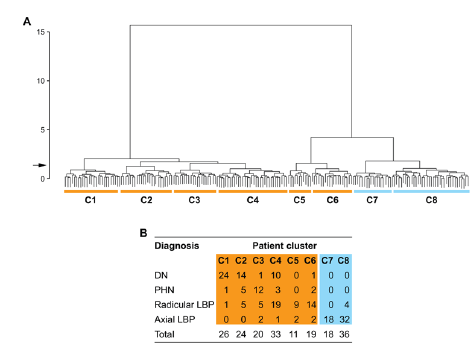 A
15
10
5
0
C1 C2 C3 C4 C5 C6 C7 C8
B
Diagnosis Patient cluster
C1 C2 C3 C4 C5 C6 C7 C8
DN 24 14 1 10 0 1 0 0
PHN 1 5 12 3 0 2 0 0
Radicular LBP 1 5 5 19 9 14 0 4
Axial LBP 0 0 2 1 2 2 18 32
Total 26 24 20 33 11 19 18 36